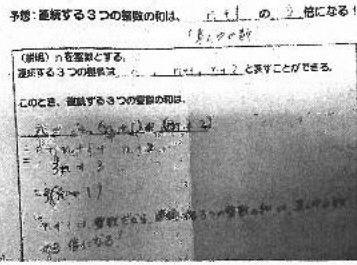 予想：連続する３つの整数の和は、 n+1 の 3 倍になる！
(説明) nを整数とする。
連続する３つの整数は n , n+1, n+2 と表すことができる。
このとき、連続する３つの整数の和は、
(n+1) (n+2)
= n+n+1+n+2
= 3n+3
=3(n+1)
n+1は整数だから、連続する3つの整数の和は、
の3倍になる